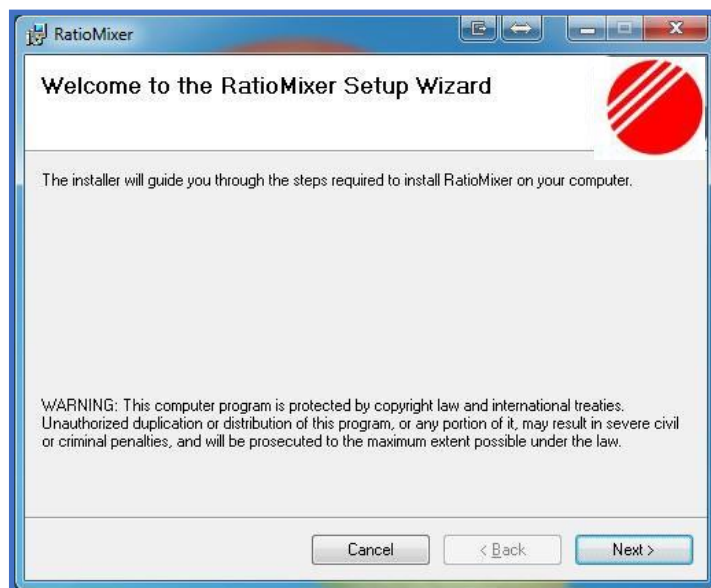 RatioMixer
Welcome to the RatioMixer Setup Wizard
The installer will guide you through the steps required to install RatioMixer on your computer.
WARNING: This computer program is protected by copyright law and international treaties.
Unauthorized duplication or distribution of this program, or any portion of it, may result in severe civil
or criminal penalties, and will be prosecuted to the maximum extent possible under the law.
Cancel
< Back
Next >